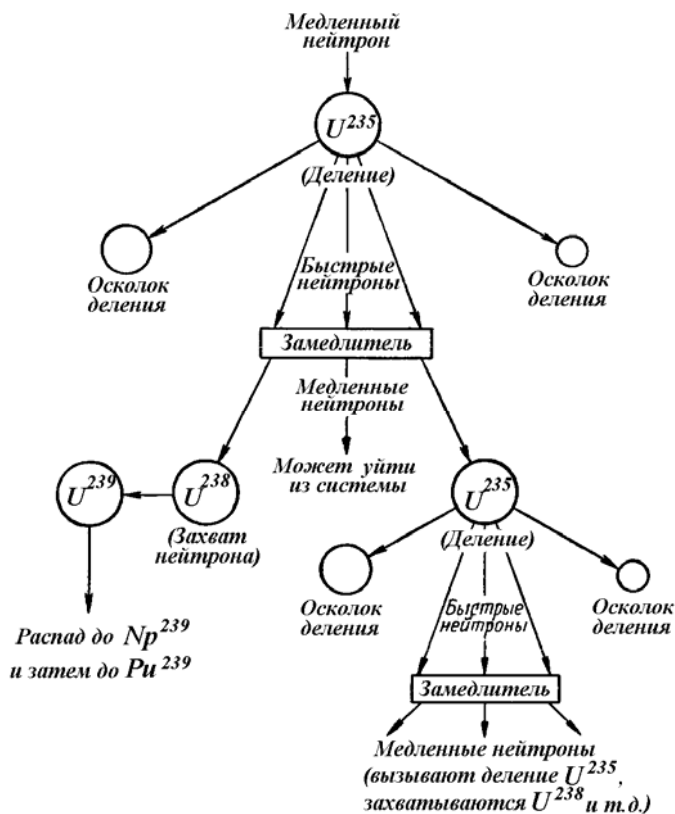 Медленный
нейтрон
U²³⁵
(Деление)
Осколок
деления
Быстрые
нейтроны
Осколок
деления
Замедлитель
Медленные
нейтроны
Может уйти
из системы
U²³⁹
U²³⁸
(Захват
нейтрона)
U²³⁵
(Деление)
Распад до Np²³⁹
и затем до Pu²³⁹
Осколок
деления
Быстрые
нейтроны
Осколок
деления
Замедлитель
Медленные нейтроны
(вызывают деление U²³⁵,
захватываются U²³⁸ и т.д.)